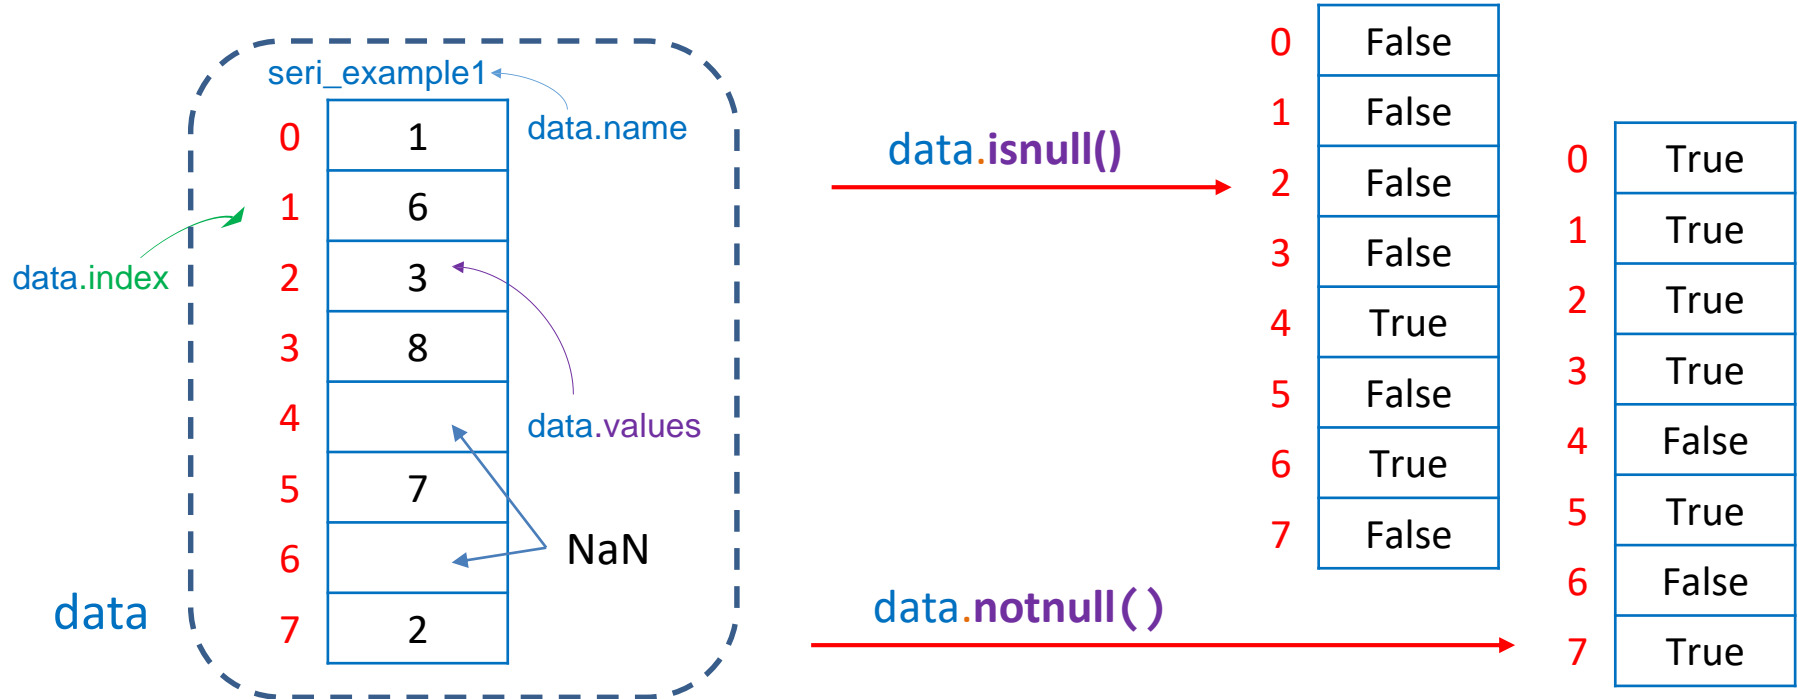 seri_example1
data.name
0 1
1 6
2 3
3 8
4
5 7
6
7 2
data.index
data.values
NaN
data
data.isnull()
0 False
1 False
2 False
3 False
4 True
5 False
6 True
7 False
data.notnull( )
0 True
1 True
2 True
3 True
4 False
5 True
6 False
7 True